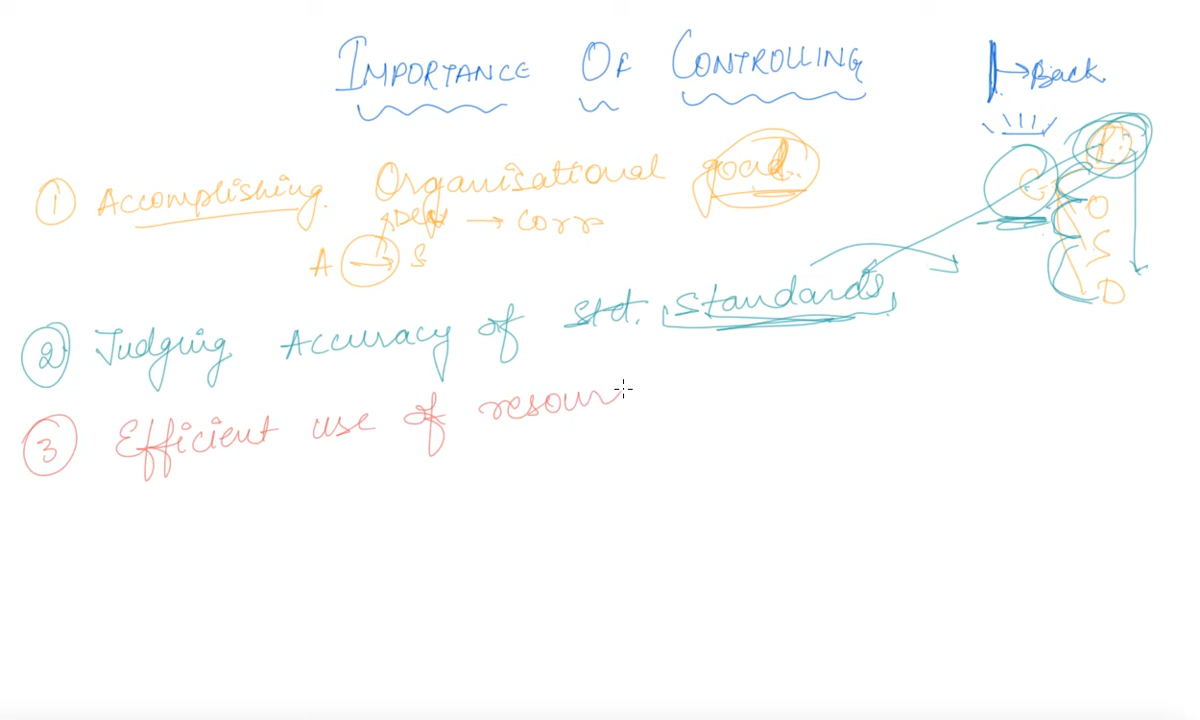 IMPORTANCE OF CONTROLLING
→Back
① Accomplishing Organisational goal.
→ Corr
A → S
P
C
O
S
D
② Judging Accuracy of Std. Standards
③ Efficient use of resour